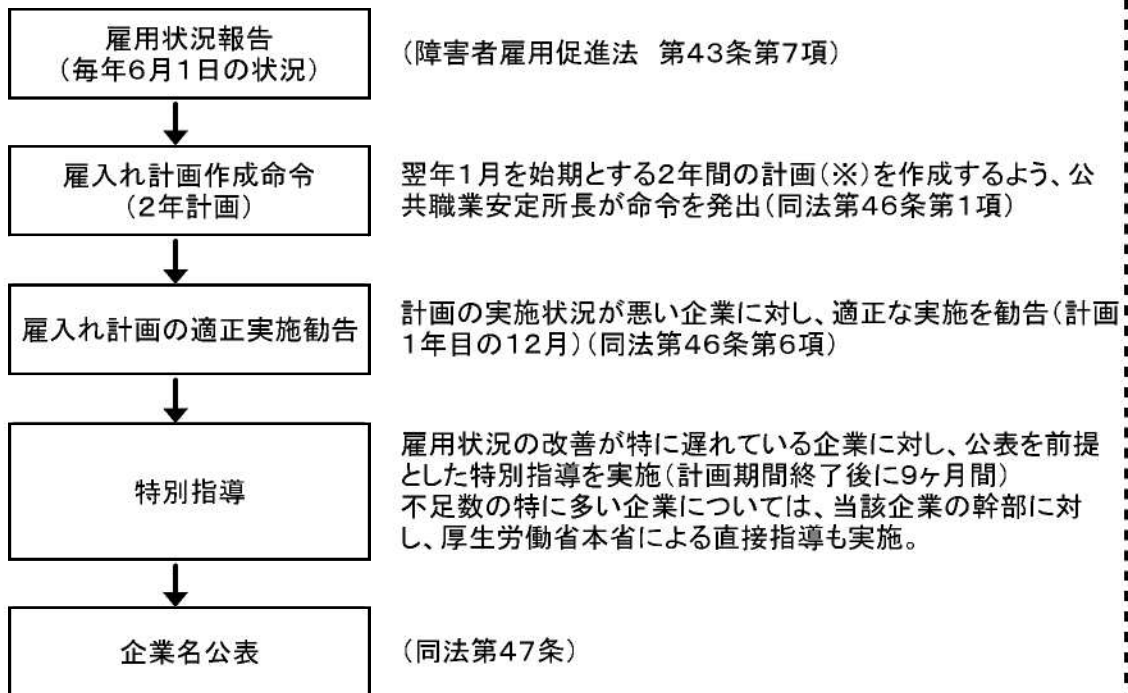 雇用状況報告
(毎年6月1日の状況)
(障害者雇用促進法　第43条第7項)
雇入れ計画作成命令
(2年計画)
翌年1月を始期とする2年間の計画(※)を作成するよう、公
共職業安定所長が命令を発出(同法第46条第1項)
雇入れ計画の適正実施勧告
計画の実施状況が悪い企業に対し、適正な実施を勧告(計画
1年目の12月)(同法第46条第6項)
特別指導
雇用状況の改善が特に遅れている企業に対し、公表を前提
とした特別指導を実施(計画期間終了後に9ヶ月間)
不足数の特に多い企業については、当該企業の幹部に対
し、厚生労働省本省による直接指導も実施。
企業名公表
(同法第47条)